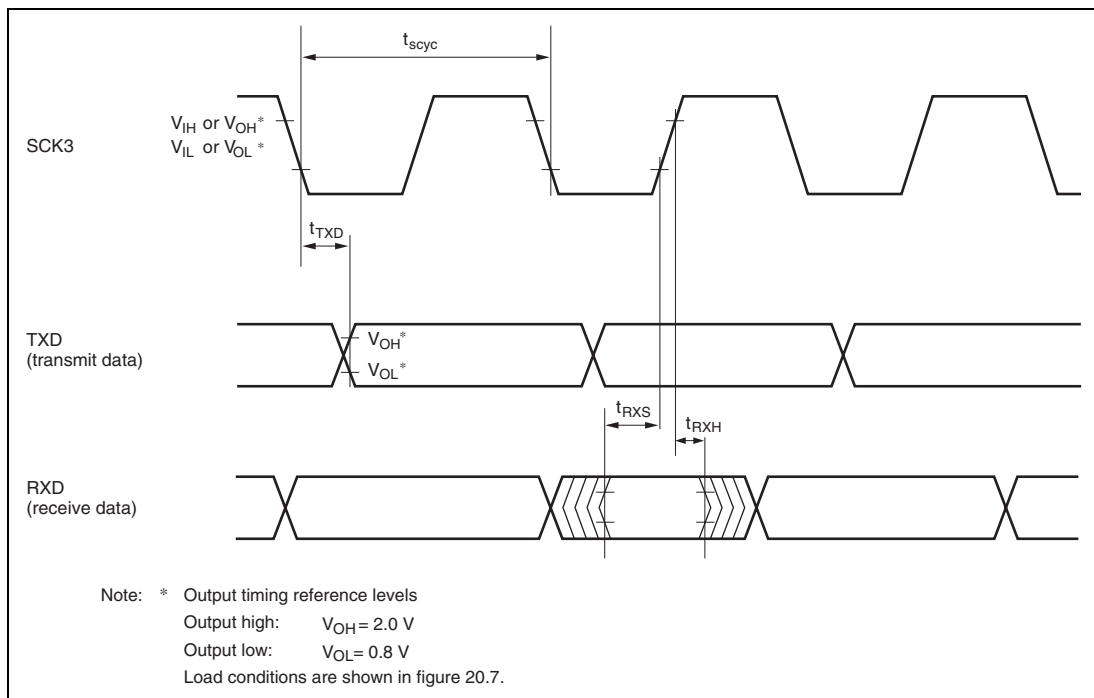 tscyc
VIH or VOH*
VIL or VOL *
SCK3
tTXD
TXD
(transmit data)
VOH*
VOL*
tRXS
tRXH
RXD
(receive data)
Note: * Output timing reference levels
Output high: VOH = 2.0 V
Output low: VOL= 0.8 V
Load conditions are shown in figure 20.7.